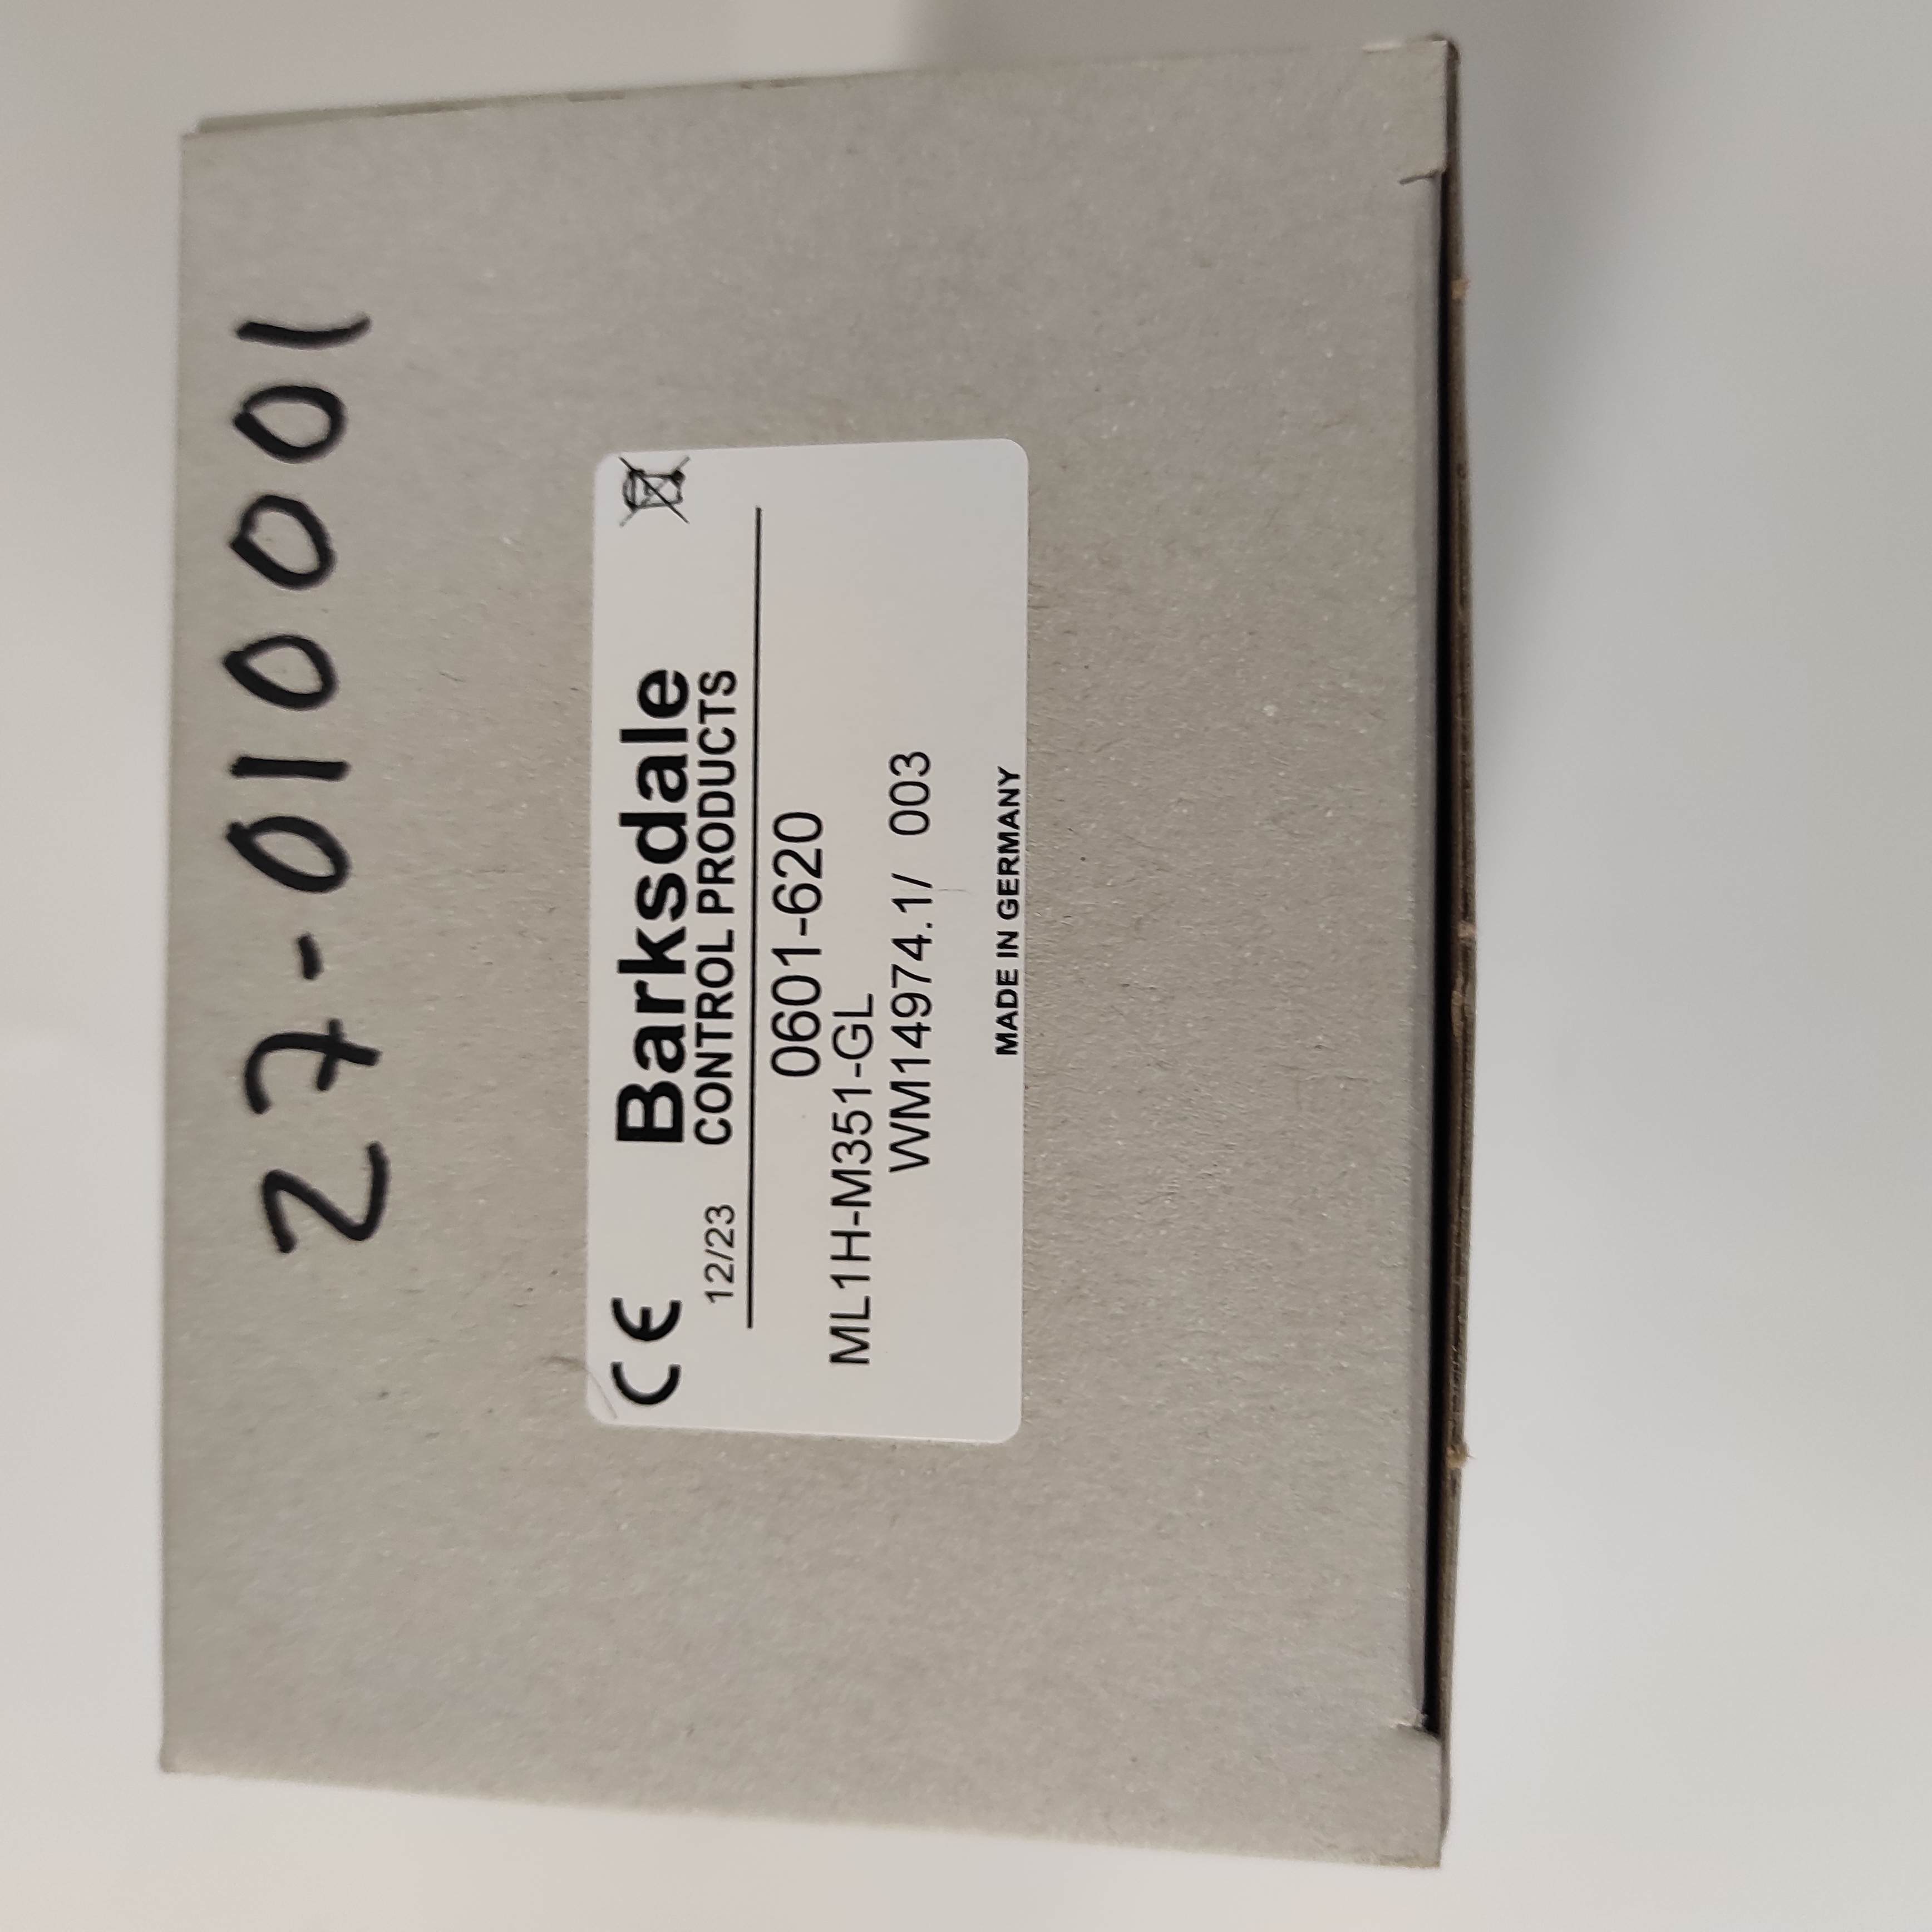 27-010001
CE
Barksdale
12/23 CONTROL PRODUCTS
0601-620
ML1H-M351-GL
WM14974.1/ 003
MADE IN GERMANY